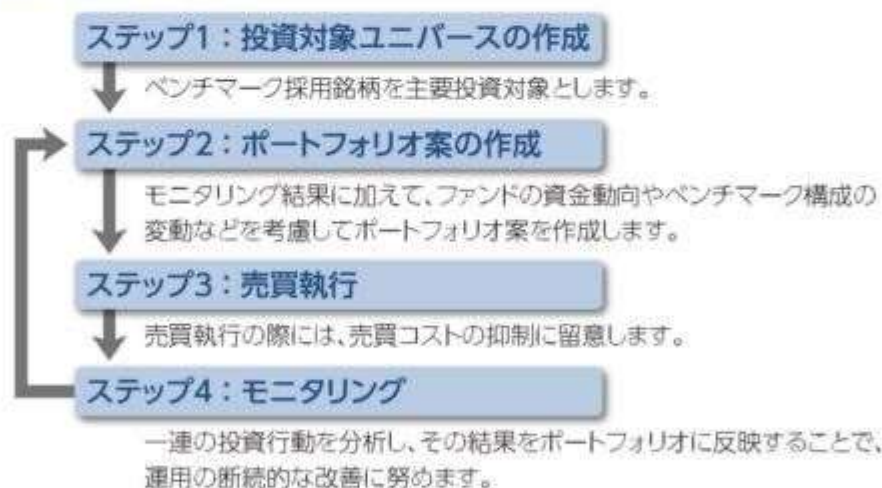 ステップ1：投資対象ユニバースの作成
ベンチマーク採用銘柄を主要投資対象とします。
ステップ2：ポートフォリオ案の作成
モニタリング結果に加えて、ファンドの資金動向やベンチマーク構成の
変動などを考慮してポートフォリオ案を作成します。
ステップ3：売買執行
売買執行の際には、売買コストの抑制に留意します。
ステップ4：モニタリング
一連の投資行動を分析し、その結果をポートフォリオに反映することで、
運用の断続的な改善に努めます。